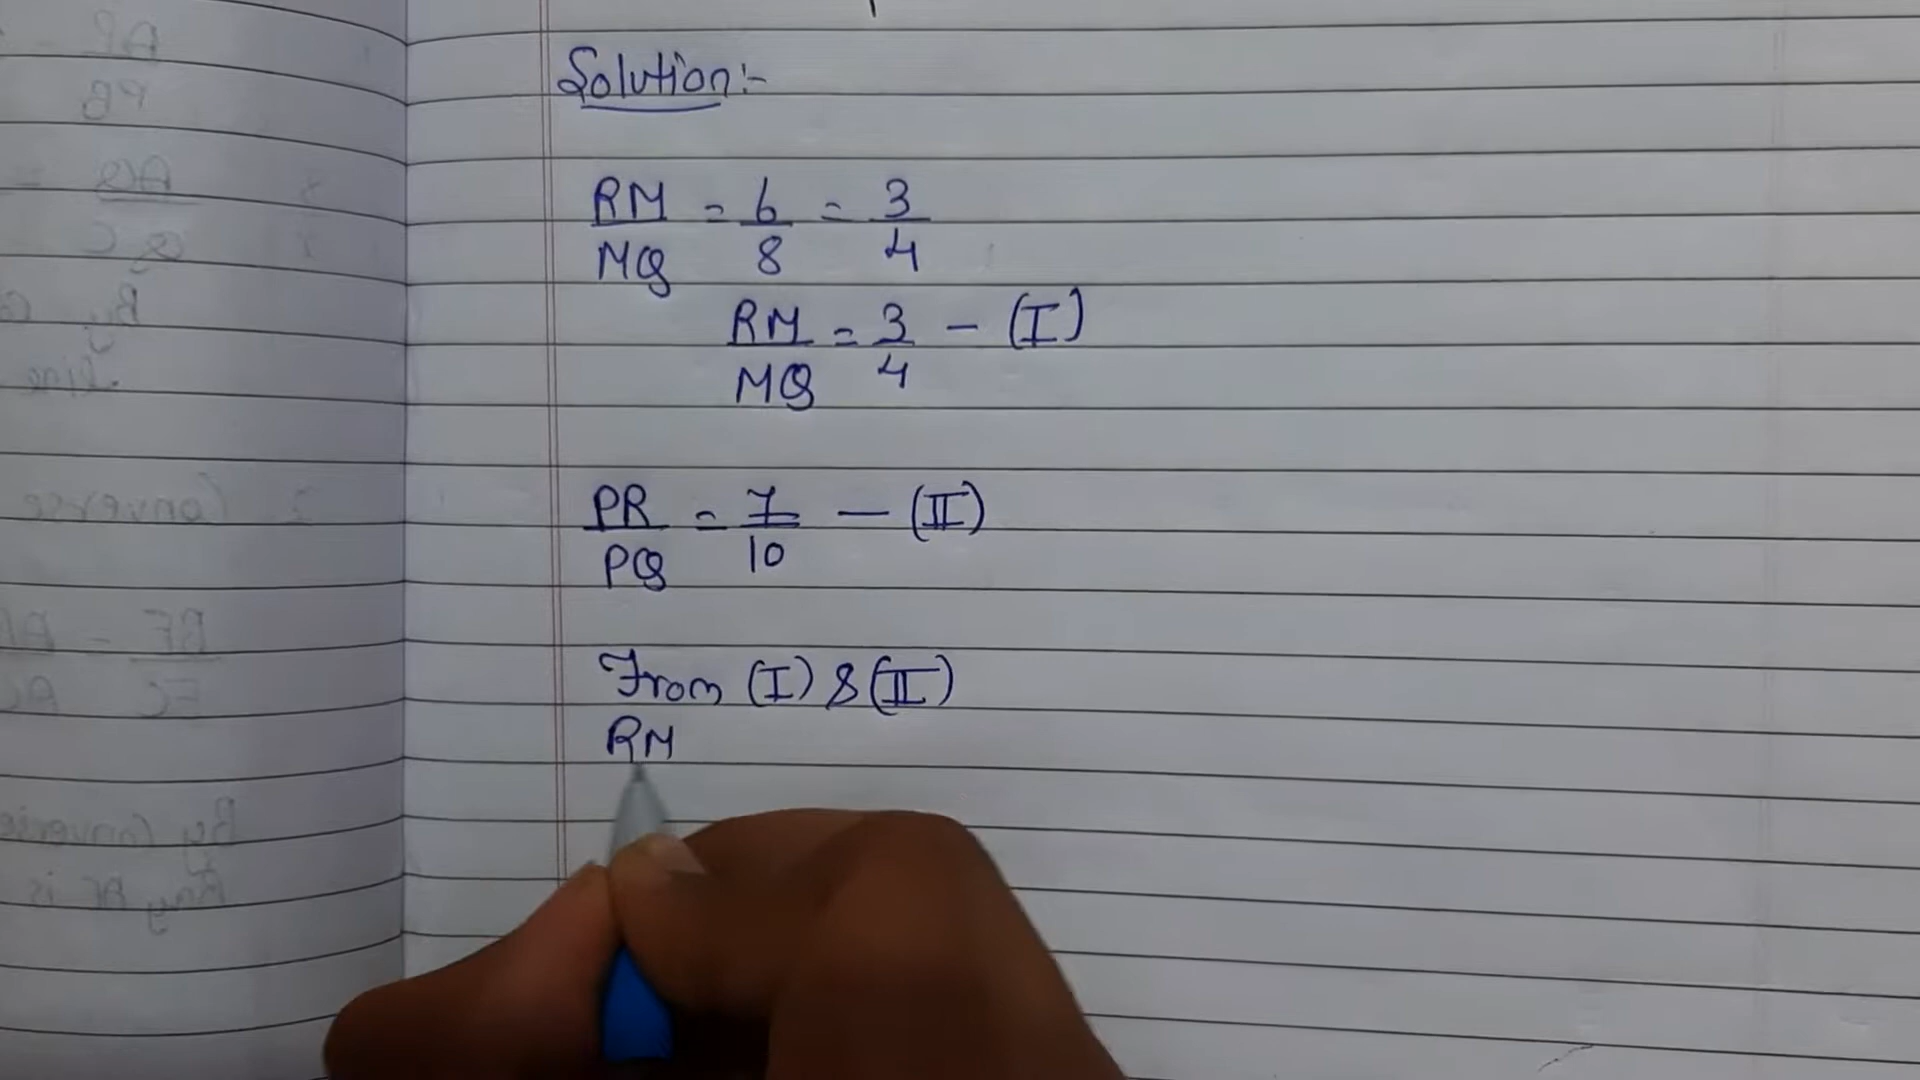 Solution:-
RM/MQ = 6/8 = 3/4
RM/MQ = 3/4 - (I)
PR/PQ = 7/10 - (II)
From (I) & (II)
RM